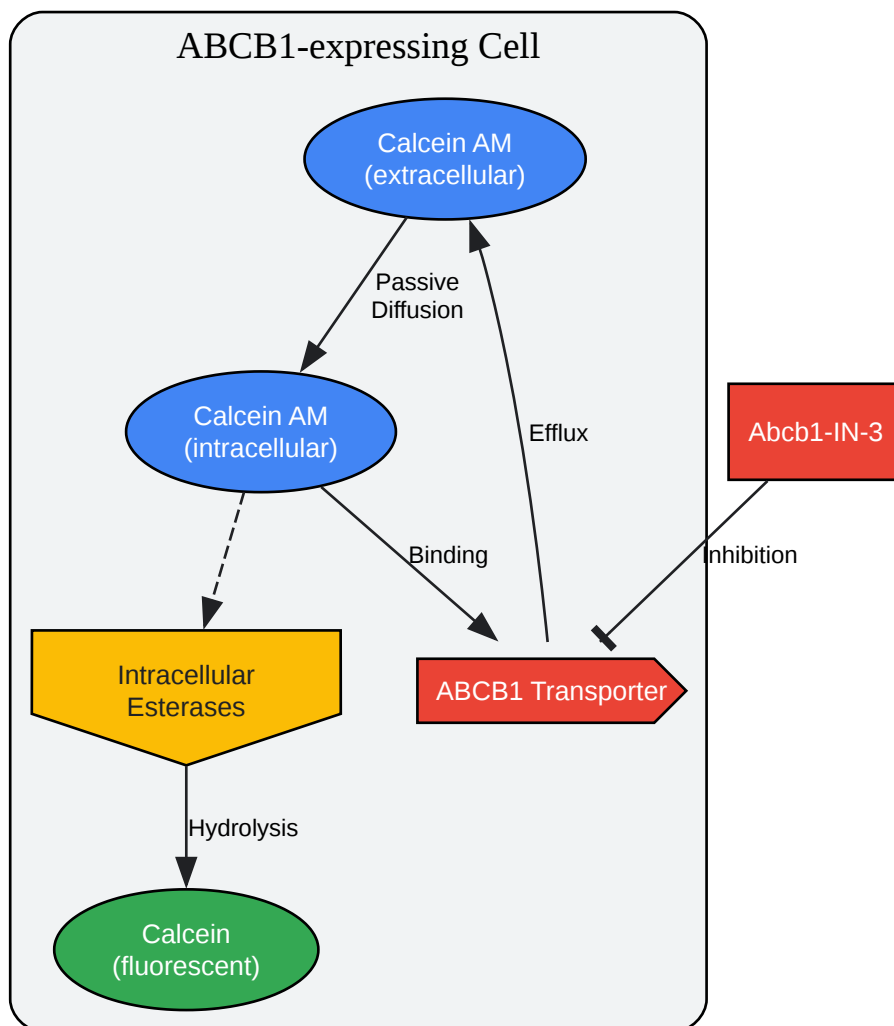 ABCB1-expressing Cell
Calcein AM
(extracellular)
Passive
Diffusion
Calcein AM
(intracellular)
Efflux
Abcb1-IN-3
Binding
Inhibition
Intracellular
Esterases
ABCB1 Transporter
Hydrolysis
Calcein
(fluorescent)